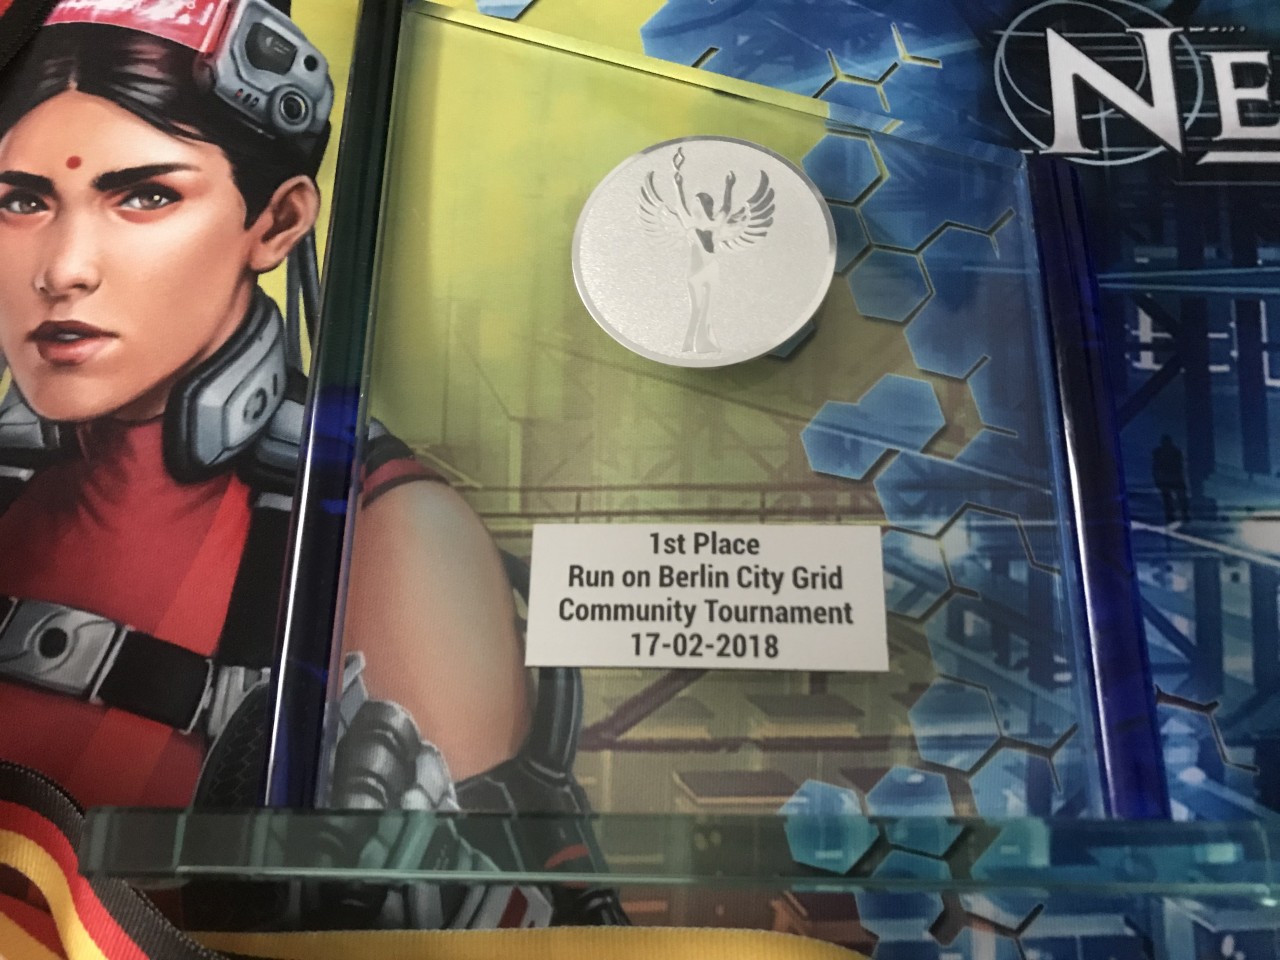 NE
1st Place
Run on Berlin City Grid
Community Tournament
17-02-2018